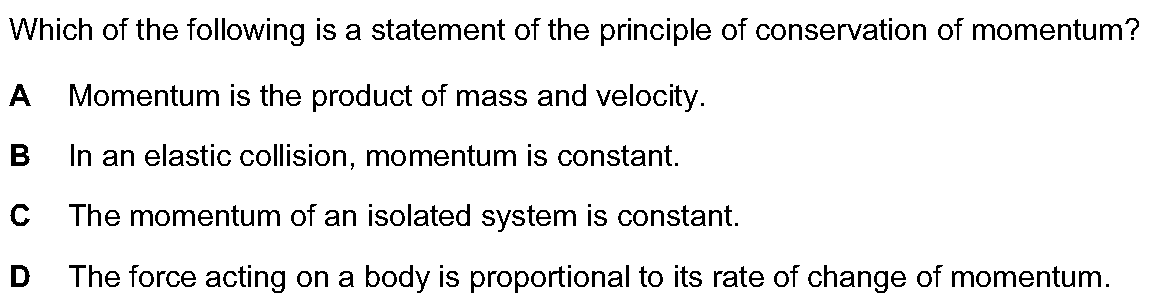 Which of the following is a statement of the principle of conservation of momentum?
A Momentum is the product of mass and velocity.
B In an elastic collision, momentum is constant.
C The momentum of an isolated system is constant.
D The force acting on a body is proportional to its rate of change of momentum.